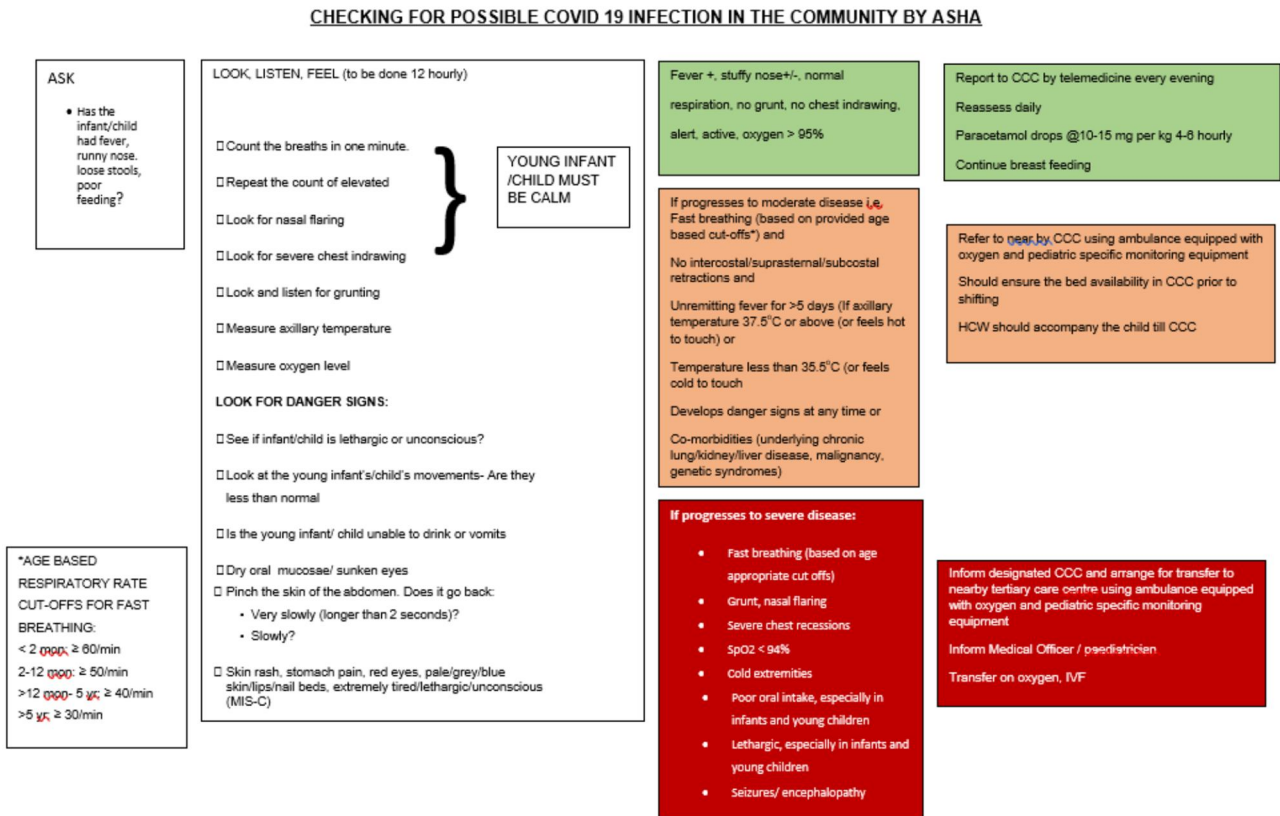 CHECKING FOR POSSIBLE COVID 19 INFECTION IN THE COMMUNITY BY ASHA
ASK
• Has the
infant/child
had fever,
runny nose.
loose stools,
poor
feeding?
*AGE BASED
RESPIRATORY RATE
CUT-OFFS FOR FAST
BREATHING:
< 2 mon: ≥ 60/min
2-12 mon: ≥ 50/min
>12 mon- 5 yr: ≥ 40/min
>5 yr: ≥ 30/min
LOOK, LISTEN, FEEL (to be done 12 hourly)
Count the breaths in one minute.
Repeat the count of elevated
Look for nasal flaring
Look for severe chest indrawing
Look and listen for grunting
Measure axillary temperature
Measure oxygen level
YOUNG INFANT
/CHILD MUST
BE CALM
LOOK FOR DANGER SIGNS:
See if infant/child is lethargic or unconscious?
Look at the young infant's/child's movements- Are they
less than normal
Is the young infant/ child unable to drink or vomits
Dry oral mucosae/ sunken eyes
Pinch the skin of the abdomen. Does it go back:
• Very slowly (longer than 2 seconds)?
• Slowly?
Skin rash, stomach pain, red eyes, pale/grey/blue
skin/lips/nail beds, extremely tired/lethargic/unconscious
(MIS-C)
Fever +, stuffy nose+/-, normal
respiration, no grunt, no chest indrawing,
alert, active, oxygen > 95%
Report to CCC by telemedicine every evening
Reassess daily
Paracetamol drops @10-15 mg per kg 4-6 hourly
Continue breast feeding
If progresses to moderate disease i.e.
Fast breathing (based on provided age
based cut-offs*) and
No intercostal/suprasternal/subcostal
retractions and
Unremitting fever for >5 days (If axillary
temperature 37.5°C or above (or feels hot
to touch) or
Temperature less than 35.5°C (or feels
cold to touch
Develops danger signs at any time or
Co-morbidities (underlying chronic
lung/kidney/liver disease, malignancy,
genetic syndromes)
Refer to near by CCC using ambulance equipped with
oxygen and pediatric specific monitoring equipment
Should ensure the bed availability in CCC prior to
shifting
HCW should accompany the child till CCC
If progresses to severe disease:
• Fast breathing (based on age
appropriate cut offs)
• Grunt, nasal flaring
• Severe chest recessions
• SpO2 < 94%
• Cold extremities
• Poor oral intake, especially in
infants and young children
• Lethargic, especially in infants and
young children
• Seizures/ encephalopathy
Inform designated CCC and arrange for transfer to
nearby tertiary care centre using ambulance equipped
with oxygen and pediatric specific monitoring
equipment
Inform Medical Officer / paediatrician
Transfer on oxygen, IVF